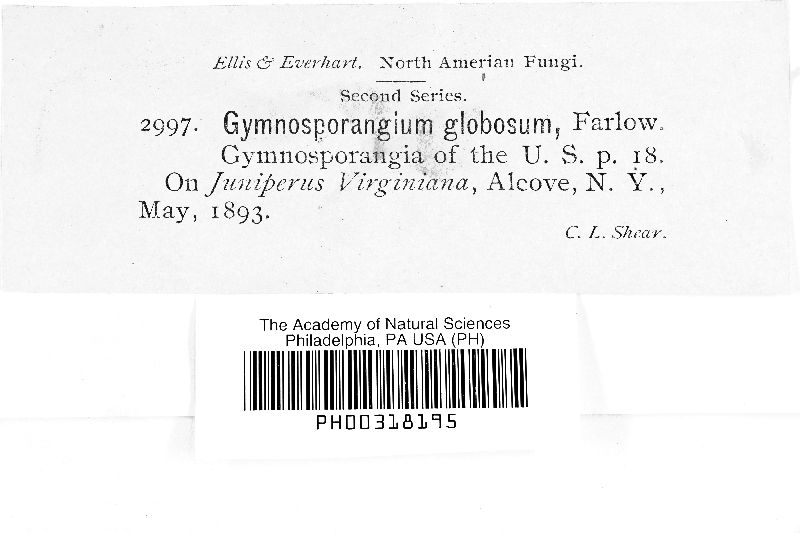 Ellis & Everhart. North Amerian Fungi.
Second Series.
2997. Gymnosporangium globosum, Farlow.
Gymnosporangia of the U. S. p. 18.
On Juniperus Virginiana, Alcove, N. Y.,
May, 1893.
C. L. Shear.
The Academy of Natural Sciences
Philadelphia, PA USA (PH)
PH00318195